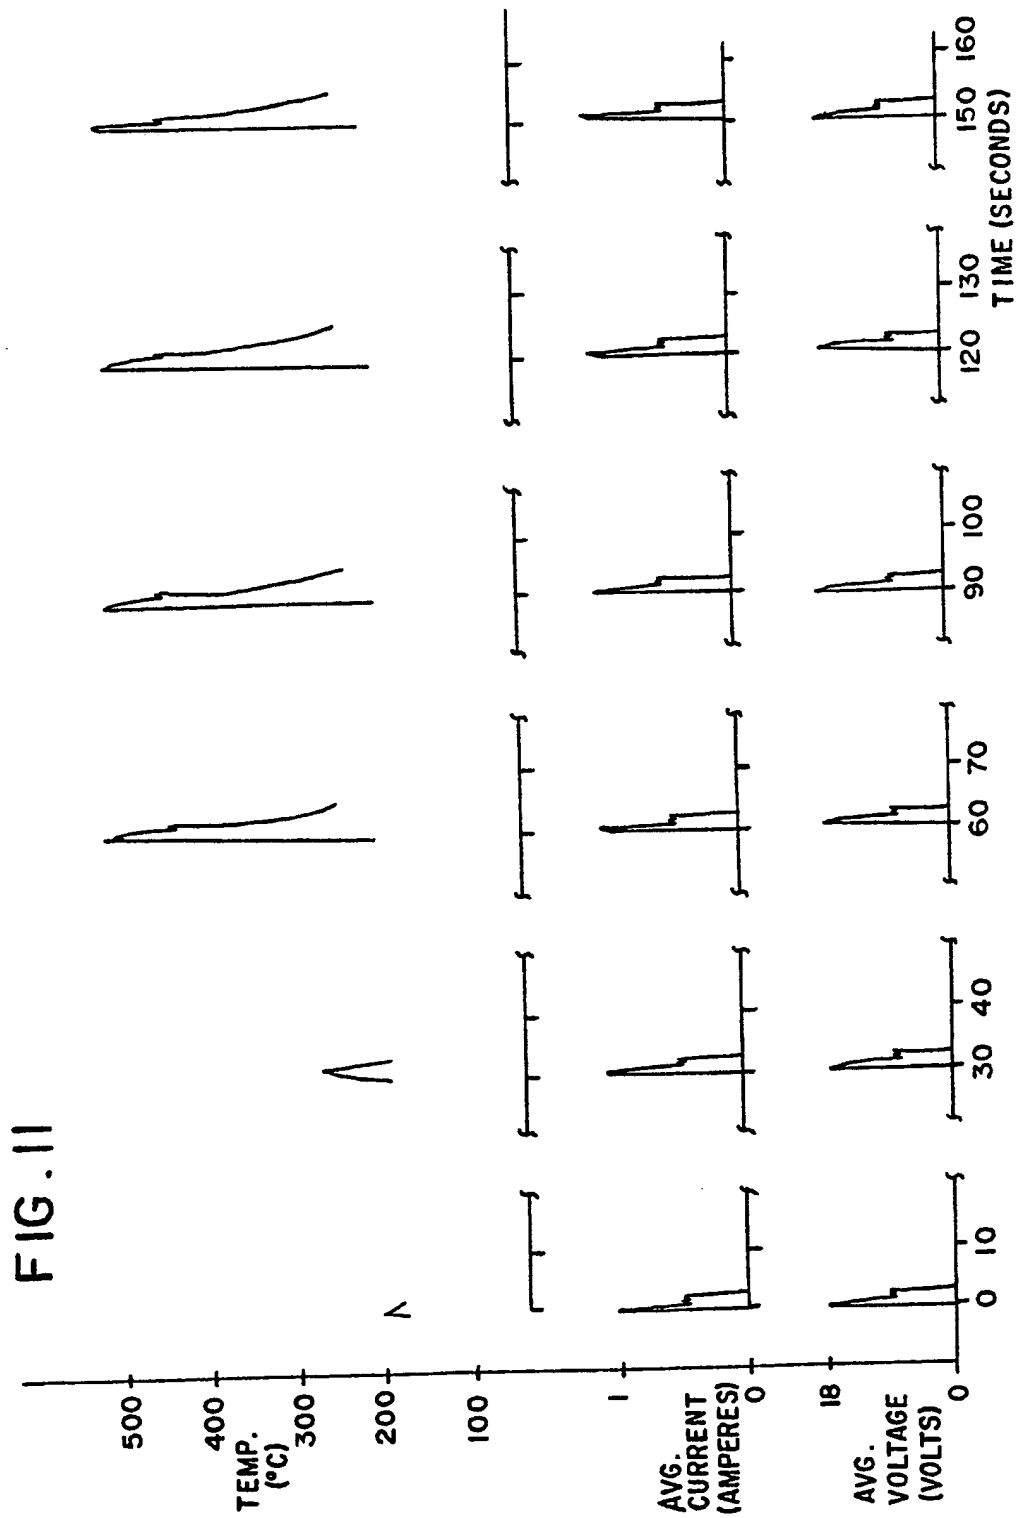 FIG. 11
500
400
300
200
100
TEMP.
(°C)
1
0
AVG.
CURRENT
(AMPERES)
18
0
AVG.
VOLTAGE
(VOLTS)
0 10 30 40 60 70 90 100 120 130 150 160
TIME (SECONDS)